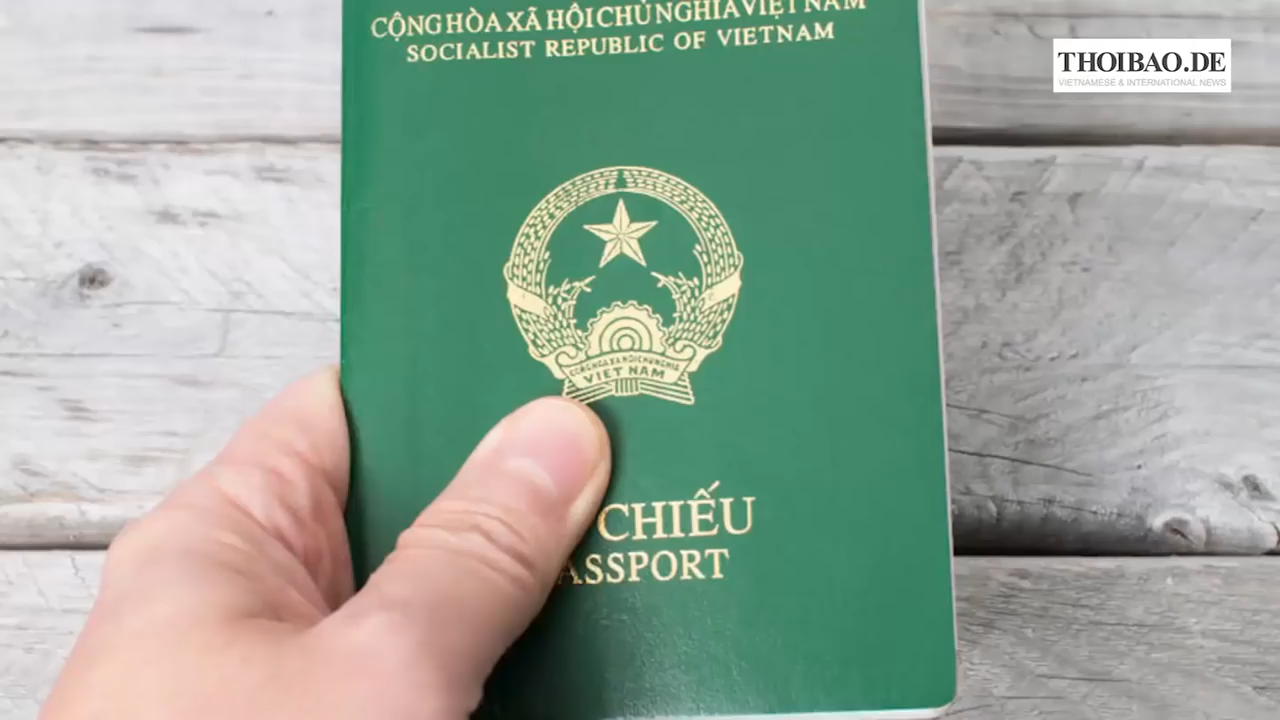 CỘNG HÒA XÃ HỘI CHỦ NGHĨA VIỆT NAM
SOCIALIST REPUBLIC OF VIETNAM
THOIBAO.DE
VIETNAMESE & INTERNATIONAL NEWS
CỘNG HÒA XÃ HỘI CHỦ NGHĨA
VIET NAM
CHIẾU
ASSPORT